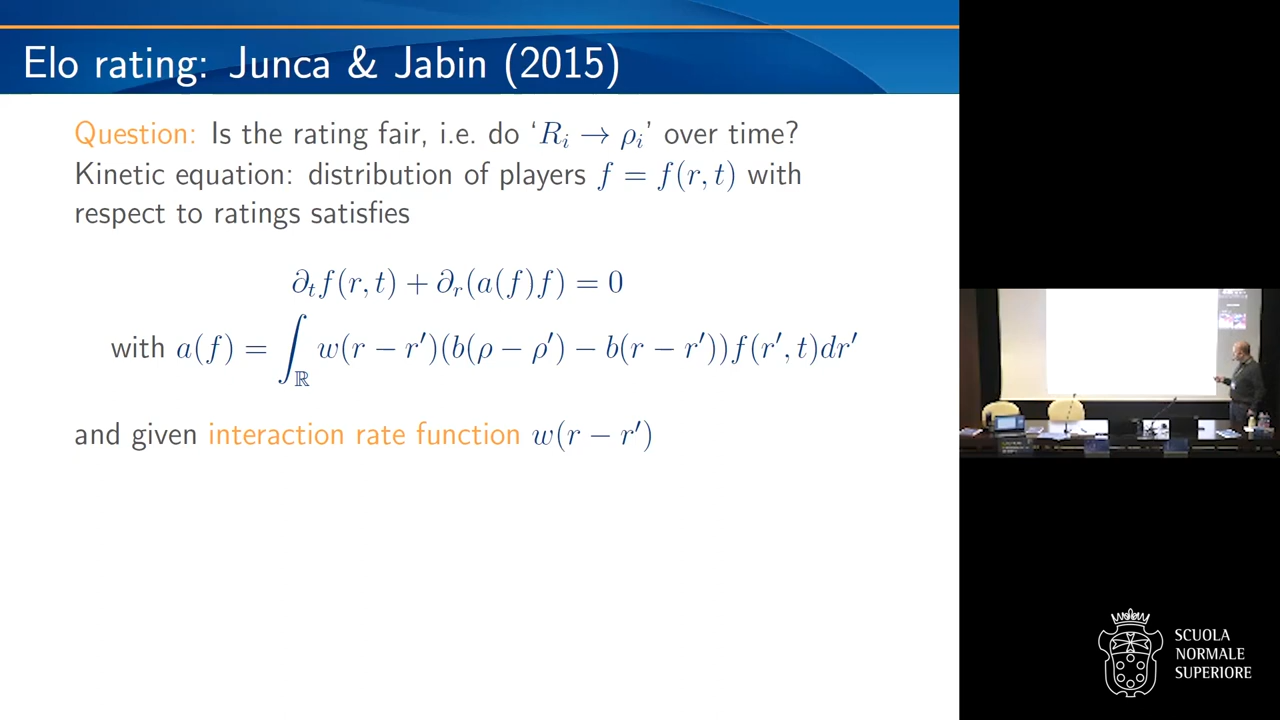 Elo rating: Junca & Jabin (2015)
Question: Is the rating fair, i.e. do ‘R_i → ρ_i’ over time?
Kinetic equation: distribution of players f = f(r, t) with
respect to ratings satisfies
∂_t f(r, t) + ∂_r(a(f)f) = 0
with a(f) = ∫_ℝ w(r − r′)(b(ρ − ρ′) − b(r − r′))f(r′, t)dr′
and given interaction rate function w(r − r′)
SCUOLA
NORMALE
SUPERIORE